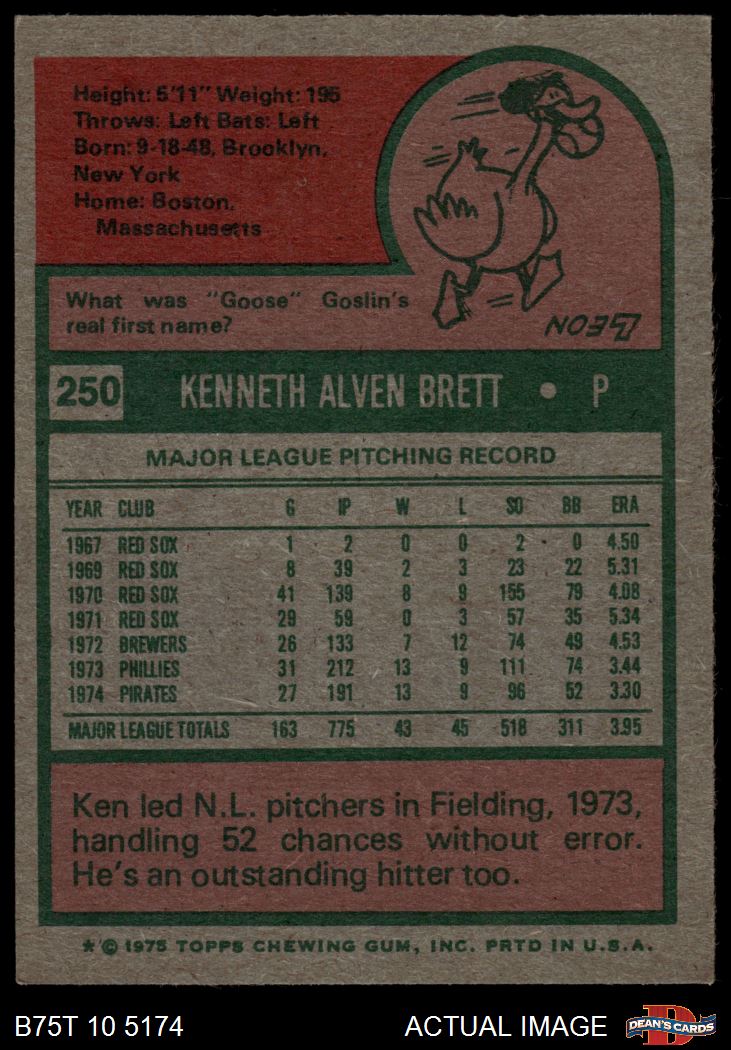 Height: 5'11" Weight: 195
Throws: Left Bats: Left
Born: 9-18-48, Brooklyn,
New York
Home: Boston,
Massachusetts
What was "Goose" Goslin's
real first name?
LEON
250 KENNETH ALVEN BRETT • P
MAJOR LEAGUE PITCHING RECORD
YEAR CLUB G IP W L SO BB ERA
1967 RED SOX 1 2 0 0 2 0 4.50
1969 RED SOX 8 39 2 3 23 22 5.31
1970 RED SOX 41 139 8 9 155 79 4.08
1971 RED SOX 29 59 0 3 57 35 5.34
1972 BREWERS 26 133 7 12 74 49 4.53
1973 PHILLIES 31 212 13 9 111 74 3.44
1974 PIRATES 27 191 13 9 96 52 3.30
MAJOR LEAGUE TOTALS 163 775 43 45 518 311 3.95
Ken led N.L. pitchers in Fielding, 1973,
handling 52 chances without error.
He's an outstanding hitter too.
*© 1975 TOPPS CHEWING GUM, INC. PRTD IN U.S.A.
B75T 10 5174 ACTUAL IMAGE D DEAN'S CARDS